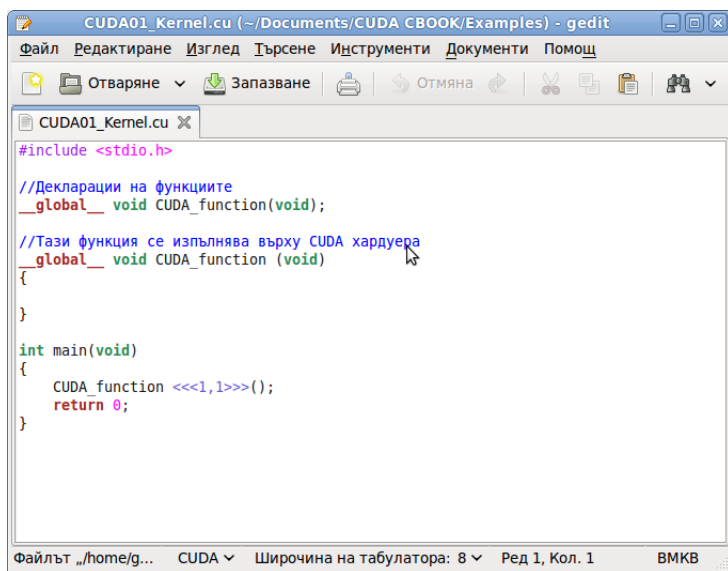 CUDA01_Kernel.cu (~/Documents/CUDA CBOOK/Examples) - gedit
Файл Редактиране Изглед Търсене Инструменти Документи Помощ
Отваряне Запазване Отмяна
CUDA01_Kernel.cu
#include <stdio.h>
//Декларации на функциите
__global__ void CUDA_function(void);
//Тази функция се изпълнява върху CUDA хардуера
__global__ void CUDA_function (void)
{
}
int main(void)
{
    CUDA_function <<<1,1>>>();
    return 0;
}
Файлът „/home/g... CUDA Широчина на табулатора: 8 Ред 1, Кол. 1 ВМКВ